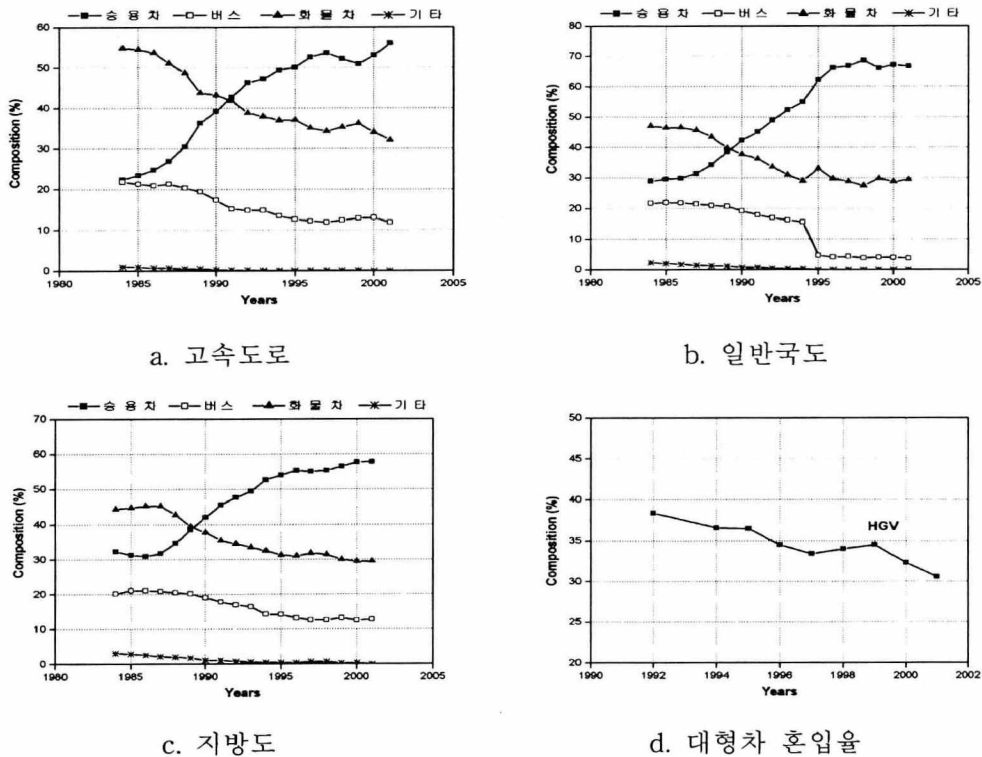 승 용 차 버 스 화 물 차 기 타
Composition (%)
60
50
40
30
20
10
0
1980 1985 1990 1995 2000 2005
Years
a. 고속도로
승 용 차 버 스 화 물 차 기 타
Composition (%)
80
70
60
50
40
30
20
10
0
1980 1985 1990 1995 2000 2005
Years
b. 일반국도
승 용 차 버 스 화 물 차 기 타
Composition (%)
70
60
50
40
30
20
10
0
1980 1985 1990 1995 2000 2005
Years
c. 지방도
Composition (%)
50
45
40
35
30
25
20
HGV
1990 1992 1994 1996 1998 2000 2002
Years
d. 대형차 혼입율